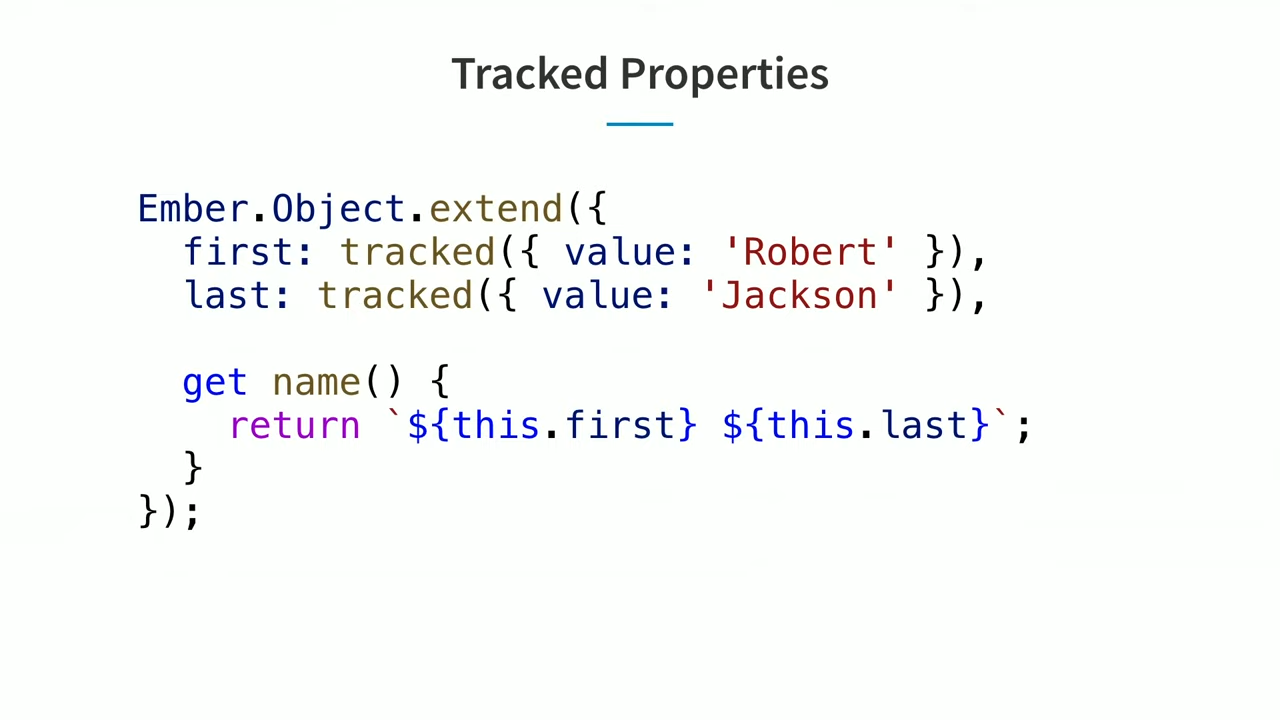 Tracked Properties
Ember.Object.extend({
  first: tracked({ value: 'Robert' }),
  last: tracked({ value: 'Jackson' }),
  get name() {
    return `${this.first} ${this.last}`;
  }
});